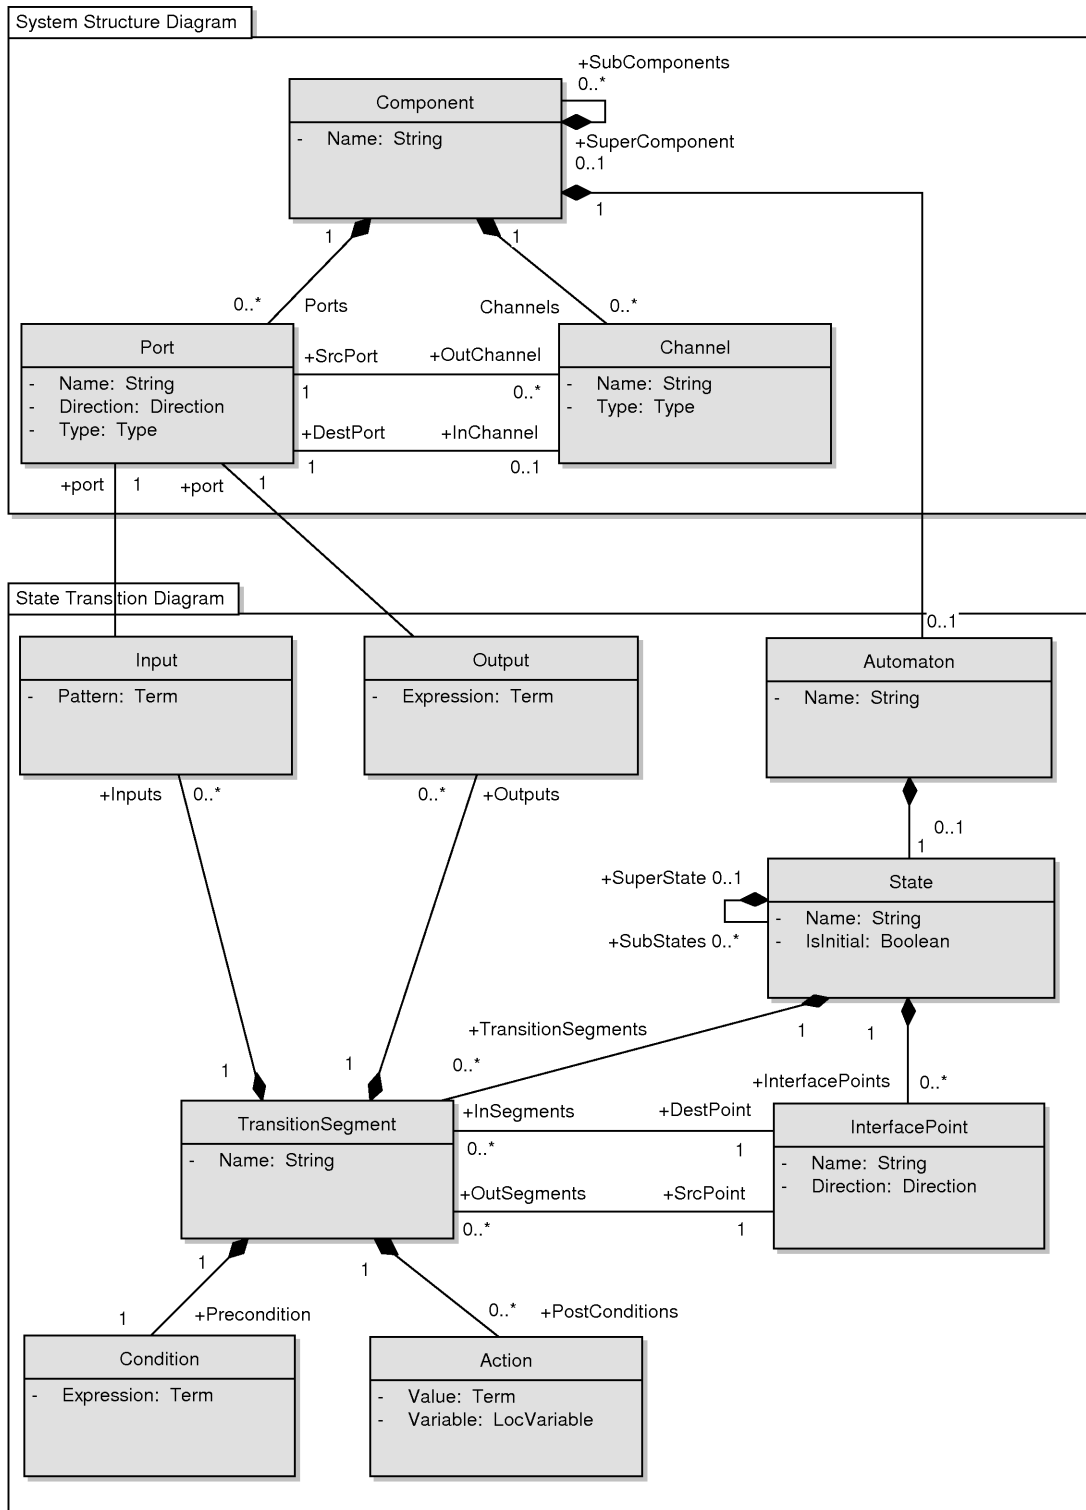 System Structure Diagram
+SubComponents
0..*
Component
- Name: String
+SuperComponent
0..1
1
1
1
0..*
Ports
Channels
0..*
Port
- Name: String
- Direction: Direction
- Type: Type
+SrcPort
+OutChannel
1
0..*
+DestPort
+InChannel
1
0..1
Channel
- Name: String
- Type: Type
+port
1
+port
1
State Transition Diagram
0..1
Input
- Pattern: Term
Output
- Expression: Term
Automaton
- Name: String
+Inputs
0..*
0..*
+Outputs
0..1
1
+SuperState 0..1
+SubStates 0..*
State
- Name: String
- IsInitial: Boolean
+TransitionSegments
1
1
0..*
1
1
+InterfacePoints
0..*
TransitionSegment
- Name: String
+InSegments
+DestPoint
0..*
1
+OutSegments
+SrcPoint
0..*
1
InterfacePoint
- Name: String
- Direction: Direction
1
1
1
+Precondition
0..*
+PostConditions
Condition
- Expression: Term
Action
- Value: Term
- Variable: LocVariable